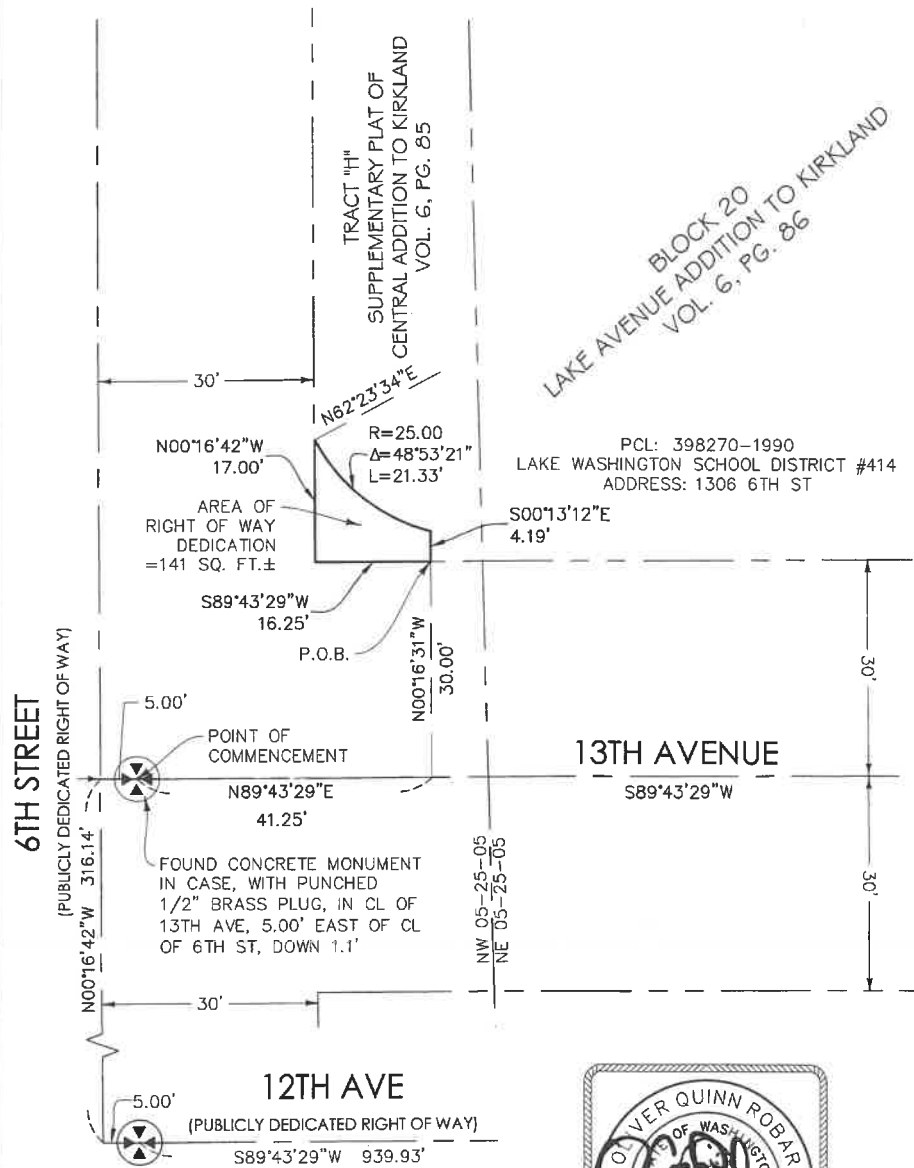 TRACT "H"
SUPPLEMENTARY PLAT OF
CENTRAL ADDITION TO KIRKLAND
VOL. 6, PG. 85
BLOCK 20
LAKE AVENUE ADDITION TO KIRKLAND
VOL. 6, PG. 86
30'
N62°23'34"E
N00°16'42"W
17.00'
R=25.00
Δ=48°53'21"
L=21.33'
PCL: 398270-1990
LAKE WASHINGTON SCHOOL DISTRICT #414
ADDRESS: 1306 6TH ST
AREA OF
RIGHT OF WAY
DEDICATION
=141 SQ. FT.±
S00°13'12"E
4.19'
S89°43'29"W
16.25'
P.O.B.
N00°16'31"W
30.00'
30'
6TH STREET
(PUBLICLY DEDICATED RIGHT OF WAY)
5.00'
POINT OF
COMMENCEMENT
N89°43'29"E
41.25'
13TH AVENUE
S89°43'29"W
N00°16'42"W 316.14'
FOUND CONCRETE MONUMENT
IN CASE, WITH PUNCHED
1/2" BRASS PLUG, IN CL OF
13TH AVE, 5.00' EAST OF CL
OF 6TH ST, DOWN 1.1'
NW 05-25-05
NE 05-25-05
30'
30'
12TH AVE
(PUBLICLY DEDICATED RIGHT OF WAY)
5.00'
S89°43'29"W 939.93'
OLIVER QUINN ROBAR
OF WASHINGTO